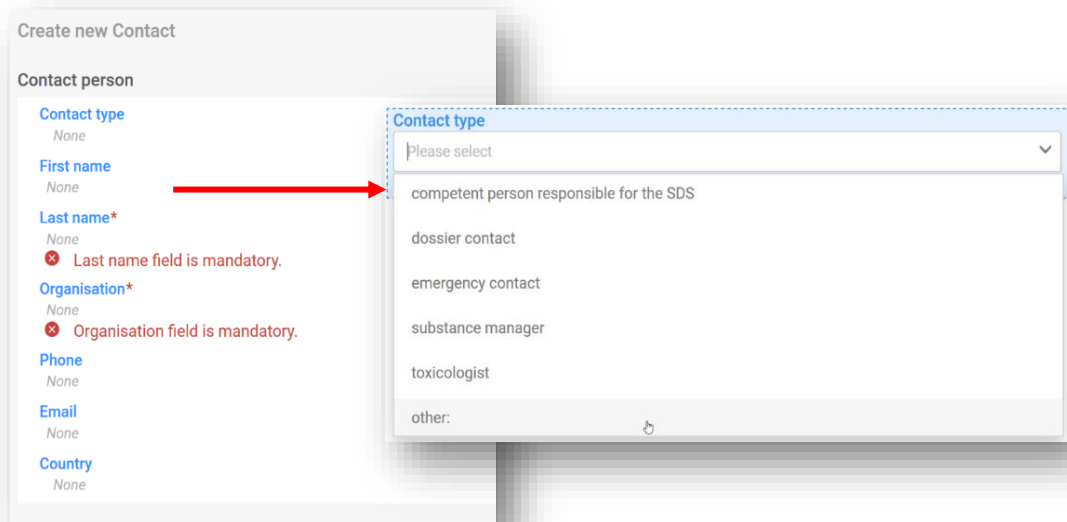 Create new Contact
Contact person
Contact type
None
First name
None
Last name*
None
Last name field is mandatory.
Organisation*
None
Organisation field is mandatory.
Phone
None
Email
None
Country
None
Contact type
Please select
competent person responsible for the SDS
dossier contact
emergency contact
substance manager
toxicologist
other: